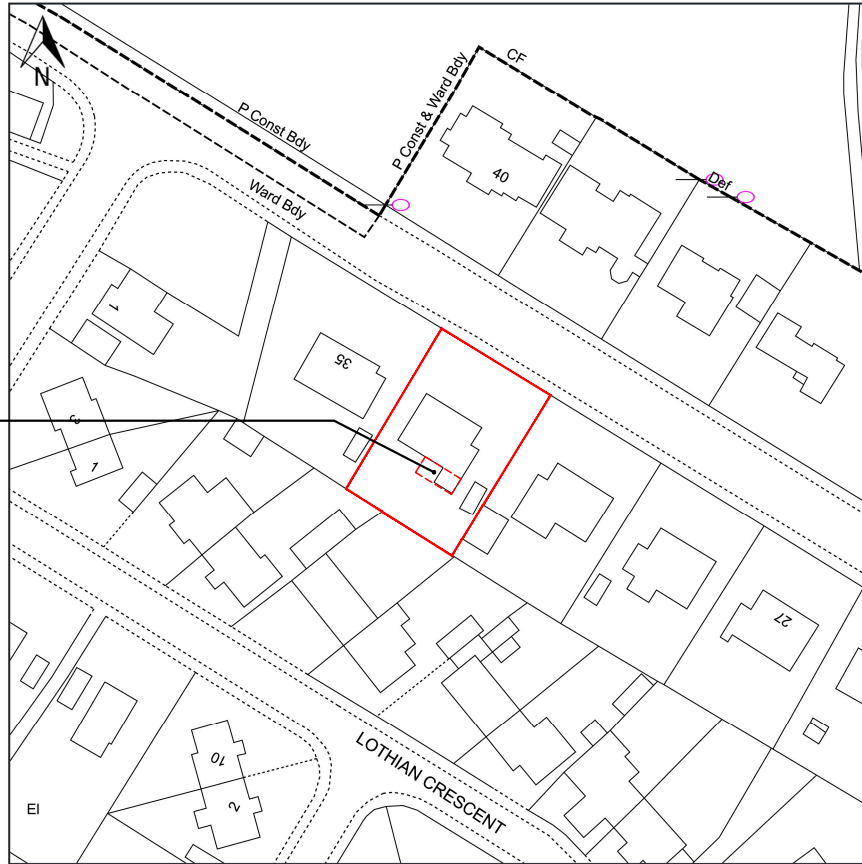 CF
P Const & Ward Bdy
N
P Const Bdy
40
Def
Ward Bdy
1
35
3
1
27
10
2
LOTHIAN CRESCENT
El